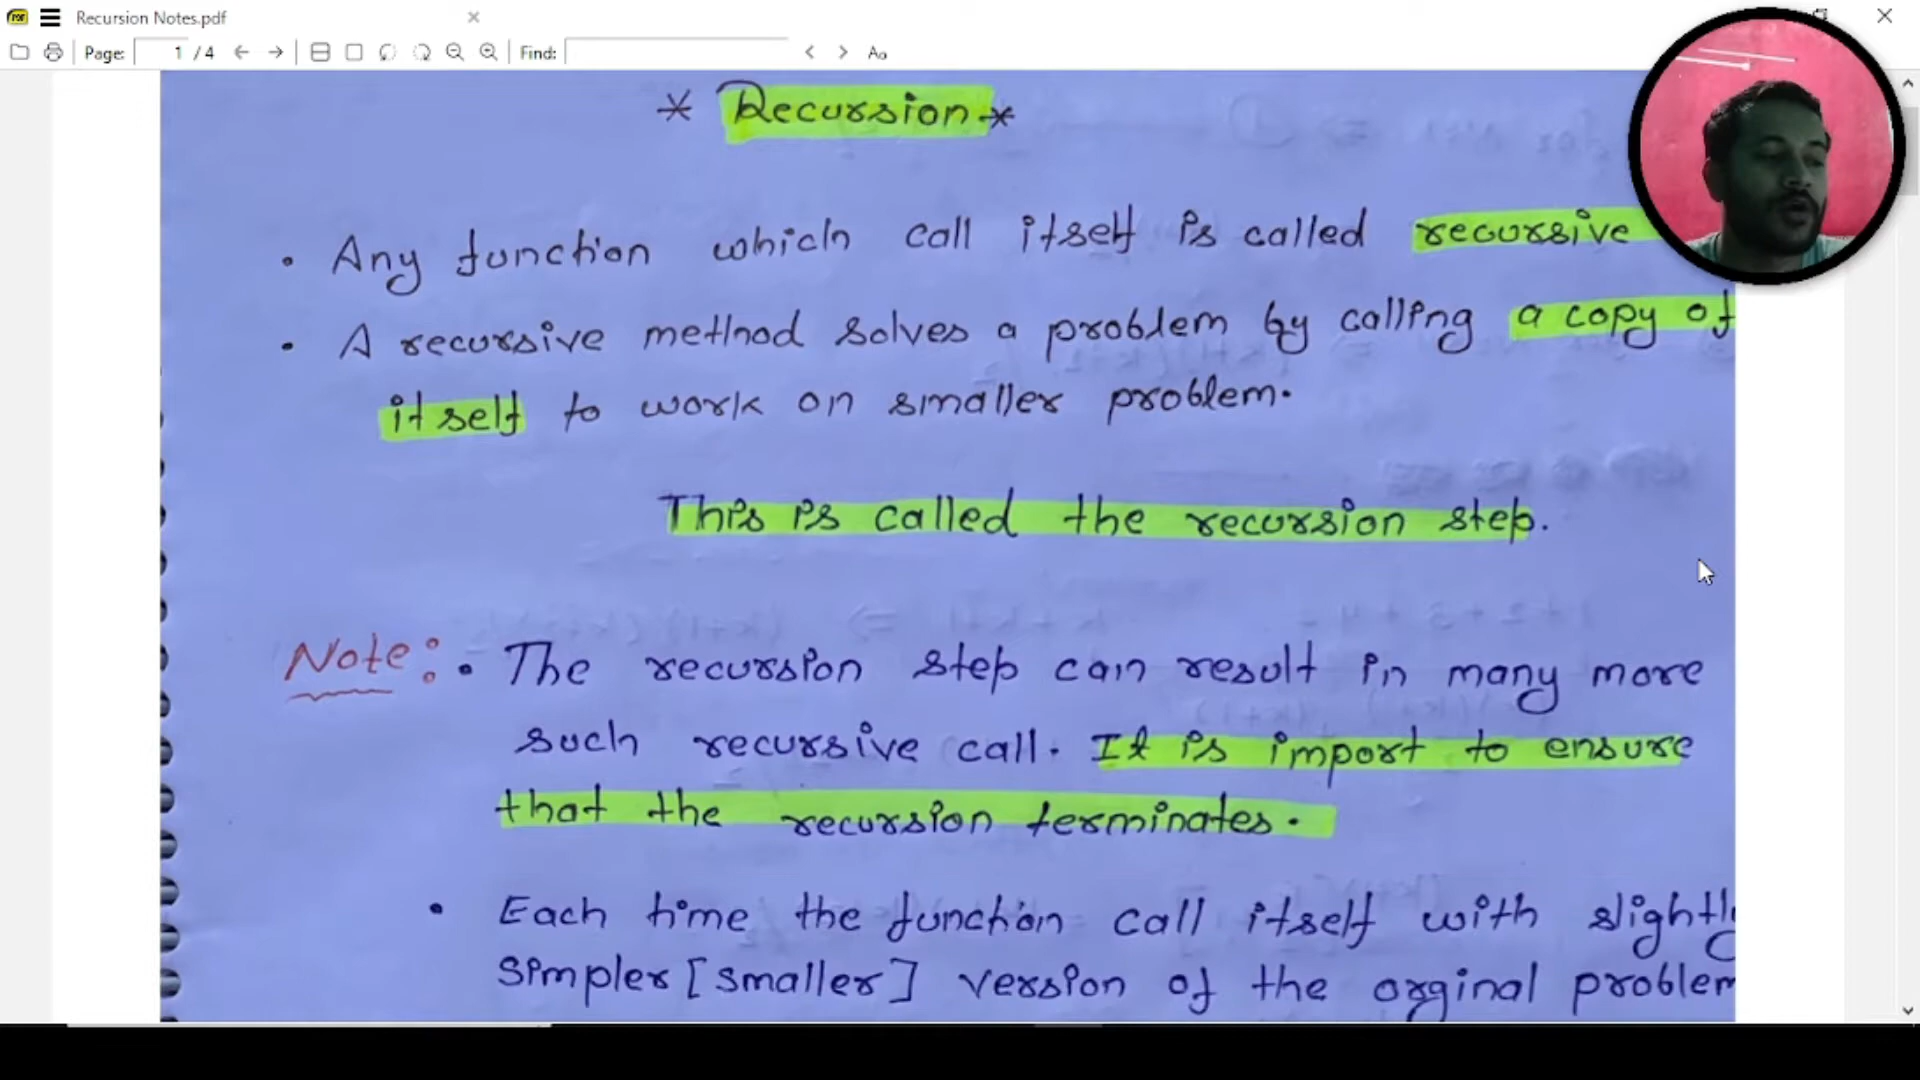 Recursion Notes.pdf
Page: 1 / 4 Find: Aa
* Recursion *
• Any function which call itself is called recursive
• A recursive method solves a problem by calling a copy of
itself to work on smaller problem.
This is called the recursion step.
Note: • The recursion step can result in many more
such recursive call. It is import to ensure
that the recursion terminates.
• Each time the function call itself with slightly
simpler [smaller] version of the orginal problem